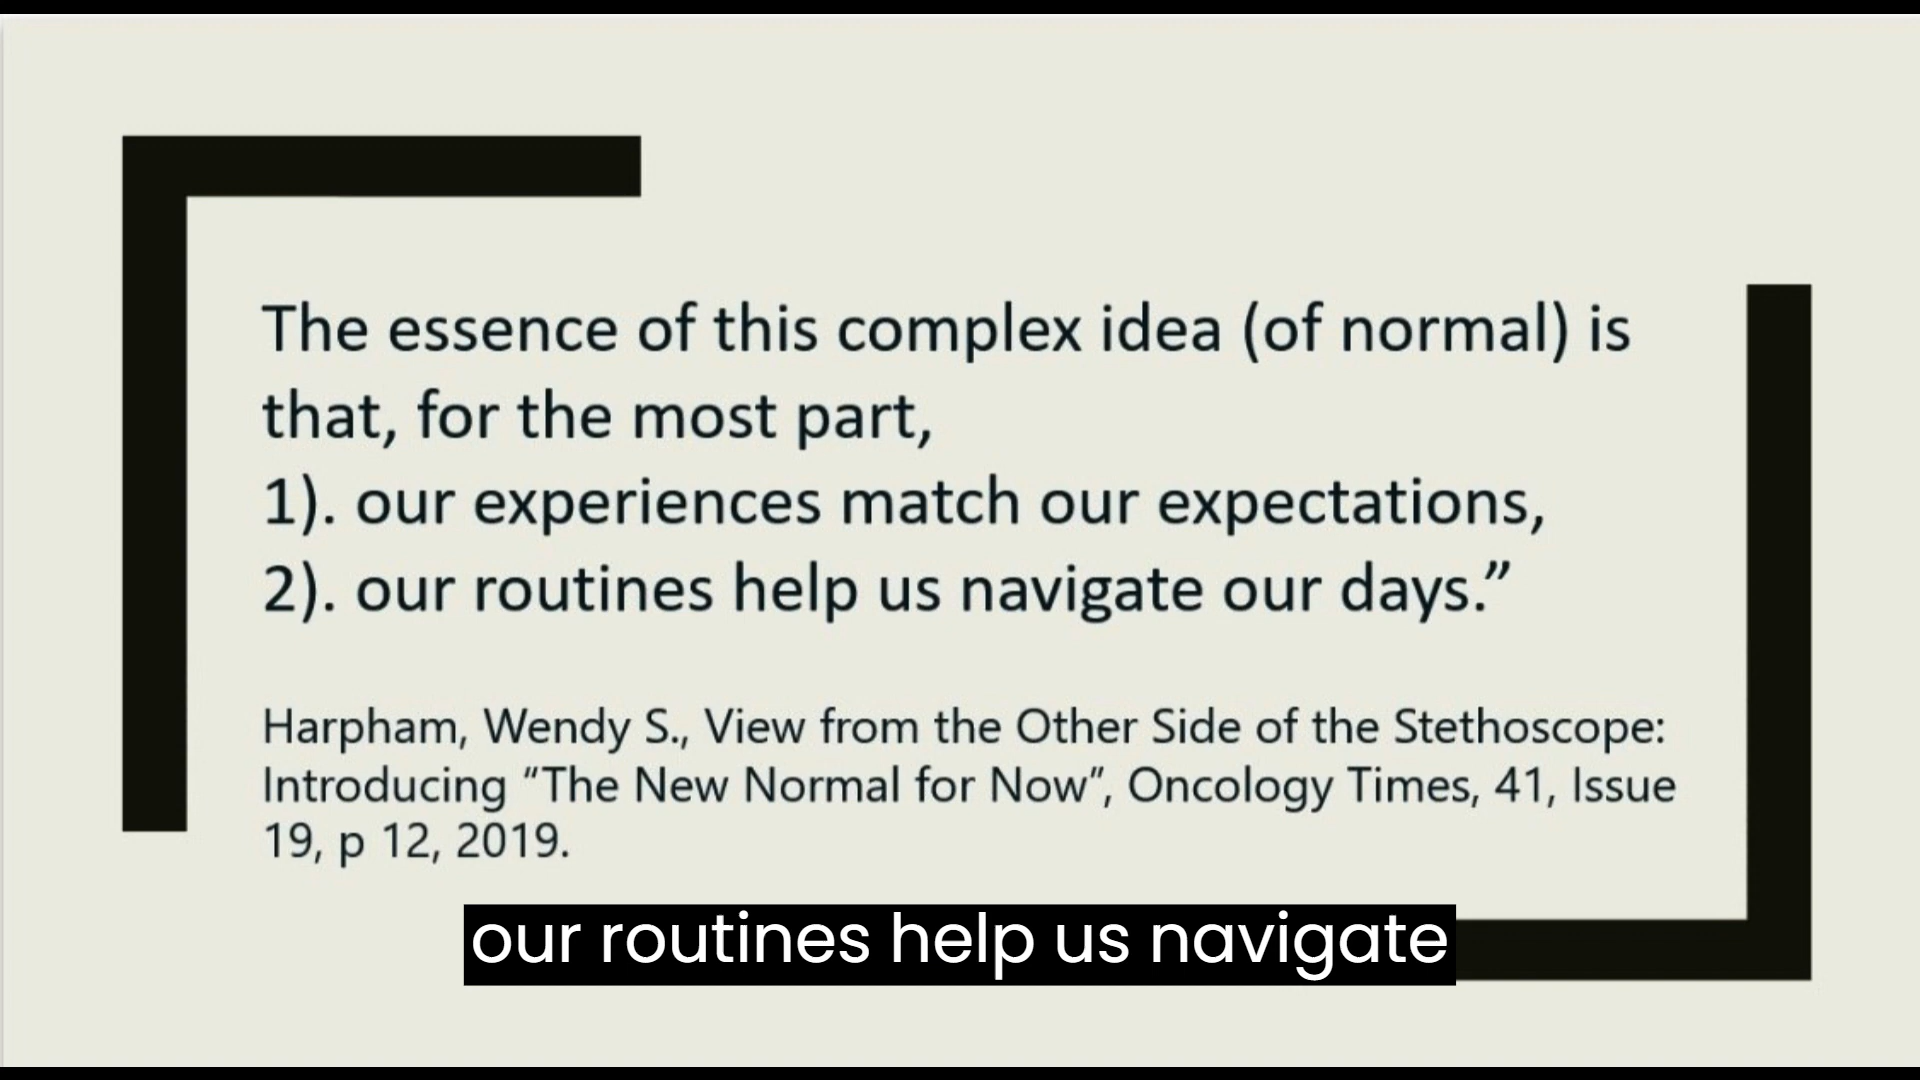 The essence of this complex idea (of normal) is
that, for the most part,
1). our experiences match our expectations,
2). our routines help us navigate our days.”
Harpham, Wendy S., View from the Other Side of the Stethoscope:
Introducing “The New Normal for Now”, Oncology Times, 41, Issue
19, p 12, 2019.
our routines help us navigate